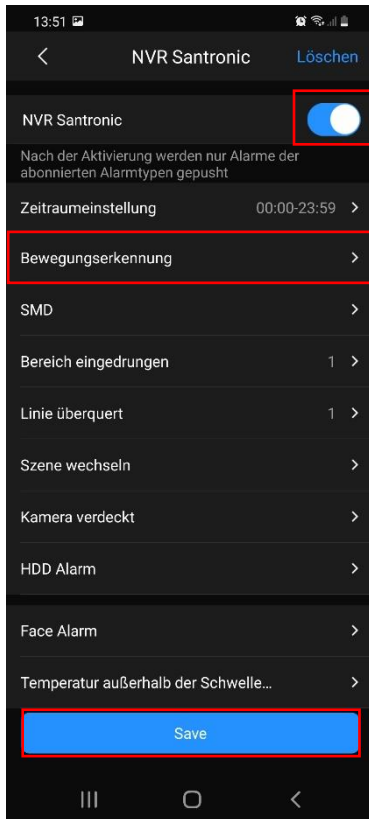 13:51
NVR Santronic Löschen
NVR Santronic
Nach der Aktivierung werden nur Alarme der
abonnierten Alarmtypen gepusht
Zeitraumeinstellung 00:00-23:59
Bewegungserkennung
SMD
Bereich eingedrungen 1
Linie überquert 1
Szene wechseln
Kamera verdeckt
HDD Alarm
Face Alarm
Temperatur außerhalb der Schwelle...
Save